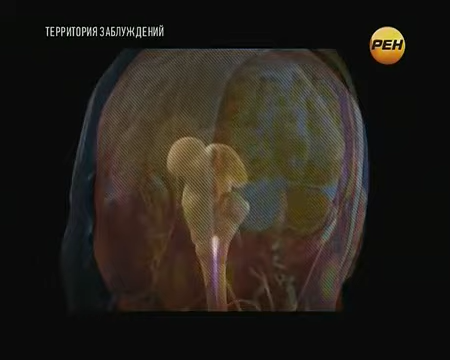 ТЕРРИТОРИЯ ЗАБЛУЖДЕНИЙ
РЕН